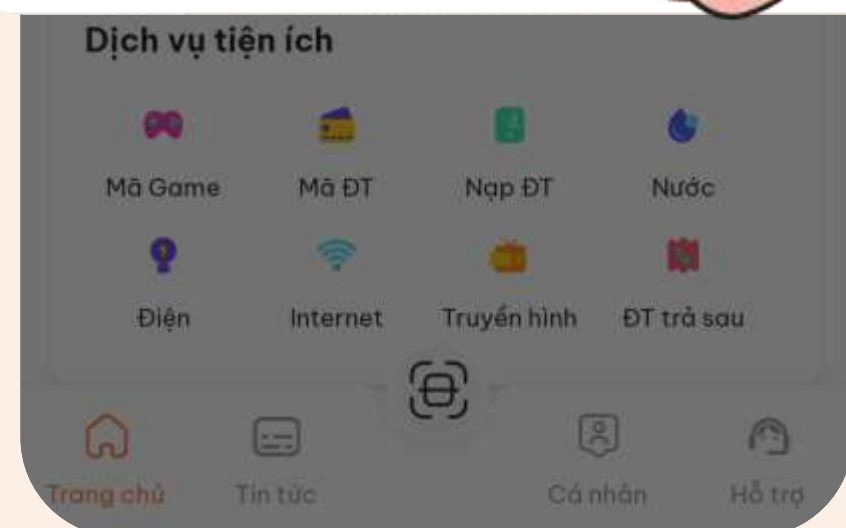 Dịch vụ tiện ích
Mã Game Mã ĐT Nạp ĐT Nước
Điện Internet Truyền hình ĐT trả sau
Trang chủ Tin tức Cá nhân Hỗ trợ